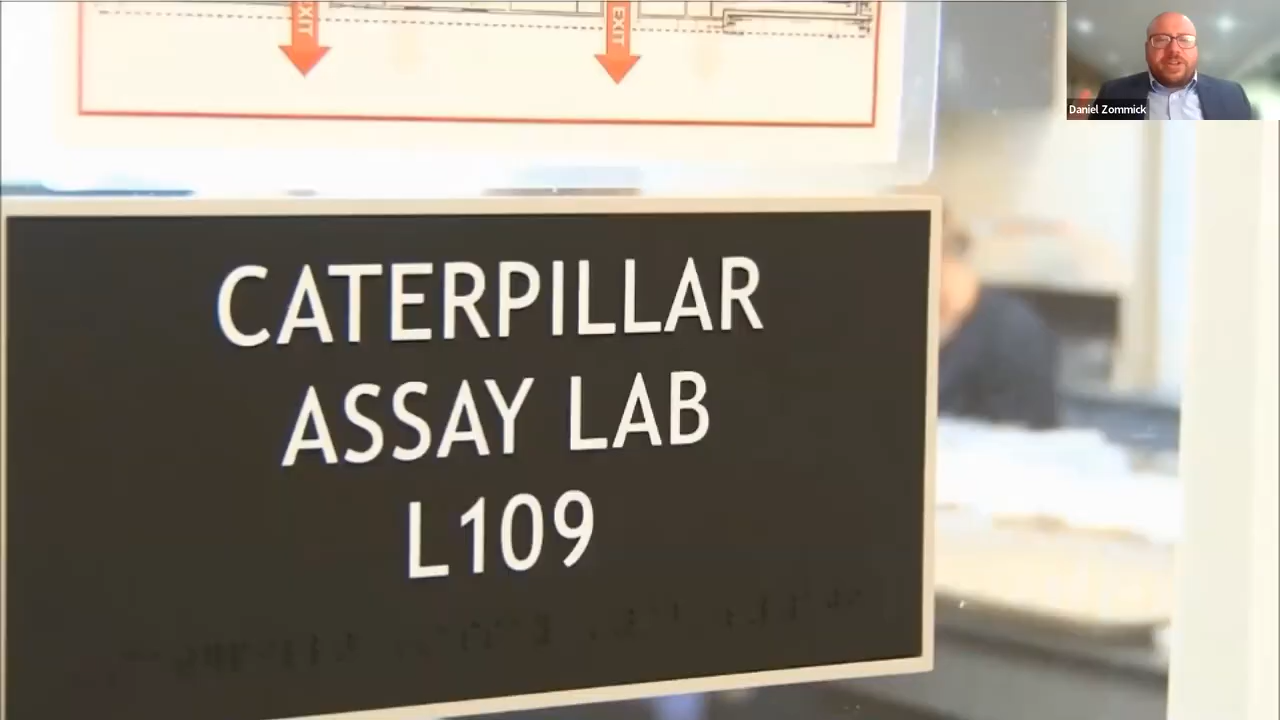 EXIT
EXIT
Daniel Zommick
CATERPILLAR
ASSAY LAB
L109